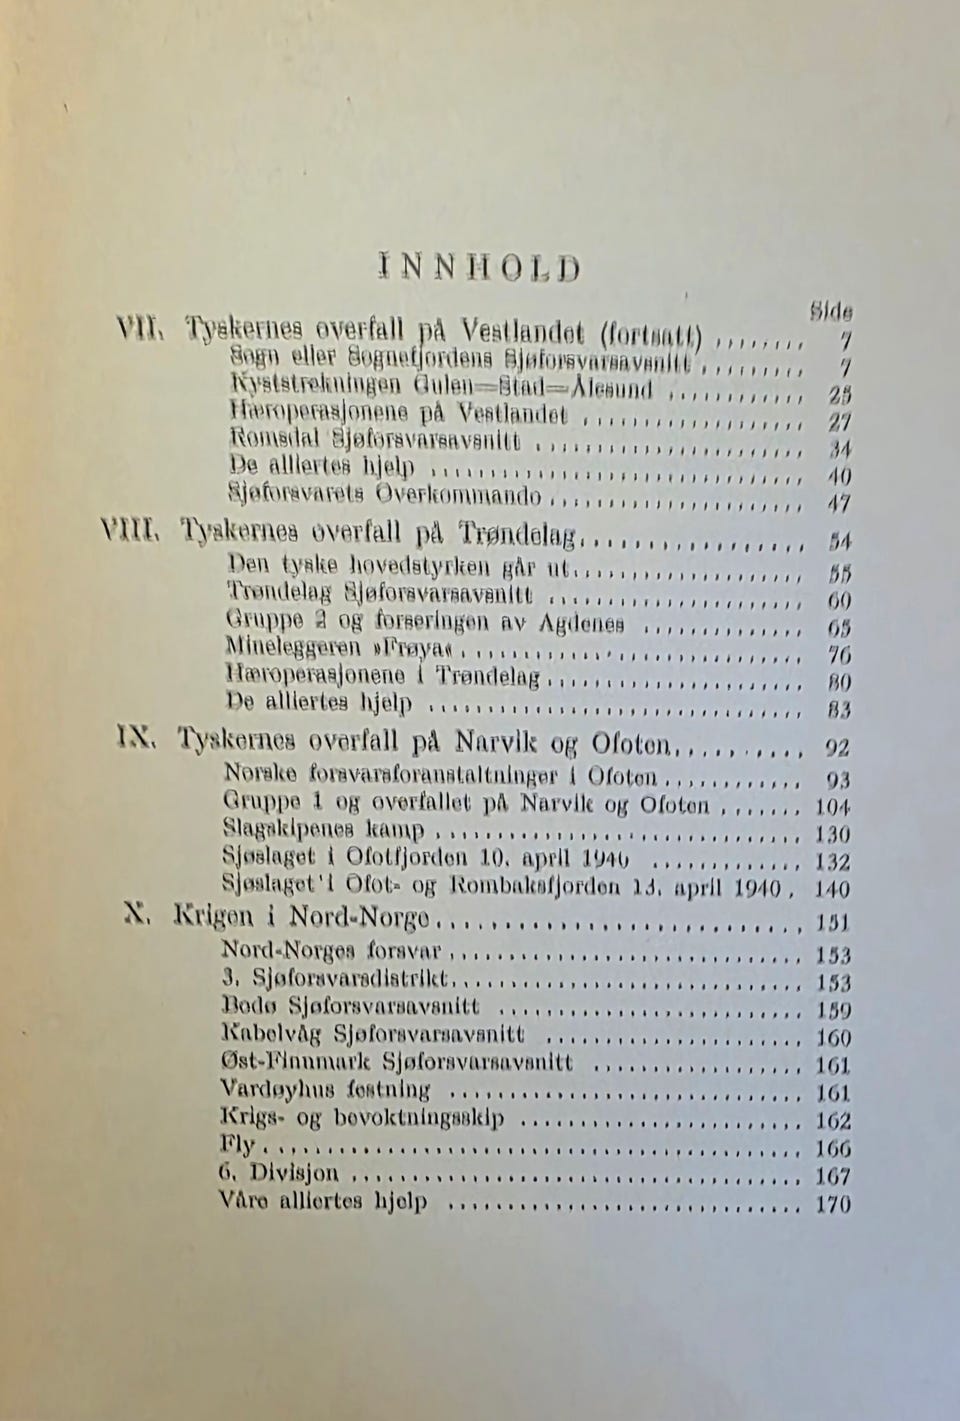 INNHOLD
Side
VII. Tyskernes overfall på Vestlandet (fortsatt) ........ 7
Sogn eller Sognefjordens Sjøforsvarsavsnitt ......... 7
Kyststrekningen Gulen—Stad—Ålesund ............ 25
Hæroperasjonene på Vestlandet .................... 27
Romsdal Sjøforsvarsavsnitt ........................ 34
De alliertes hjelp ................................. 40
Sjøforsvarets Overkommando ....................... 47
VIII. Tyskernes overfall på Trøndelag .................. 54
Den tyske hovedstyrken går ut ..................... 55
Trøndelag Sjøforsvarsavsnitt ...................... 60
Gruppe 2 og forseringen av Agdenes ............... 65
Mineleggeren »Frøya« .............................. 76
Hæroperasjonene i Trøndelag ....................... 80
De alliertes hjelp ................................. 83
IX. Tyskernes overfall på Narvik og Ofoten .......... 92
Norske forsvarsforanstaltninger i Ofoten ............ 93
Gruppe 1 og overfallet på Narvik og Ofoten ....... 104
Slagskipenes kamp ................................ 130
Sjøslaget i Ofotfjorden 10. april 1940 ............. 132
Sjøslaget i Ofot- og Rombaksfjorden 13. april 1940 . 140
X. Krigen i Nord-Norge ............................ 151
Nord-Norges forsvar ............................... 153
3. Sjøforsvarsdistrikt .............................. 153
Bodø Sjøforsvarsavsnitt ........................... 159
Kabelvåg Sjøforsvarsavsnitt ....................... 160
Øst-Finnmark Sjøforsvarsavsnitt ................... 161
Vardøyhus festning ................................ 161
Krigs- og bevoktningsskip ......................... 162
Fly ............................................... 166
6. Divisjon ........................................ 167
Våre alliertes hjelp ............................... 170